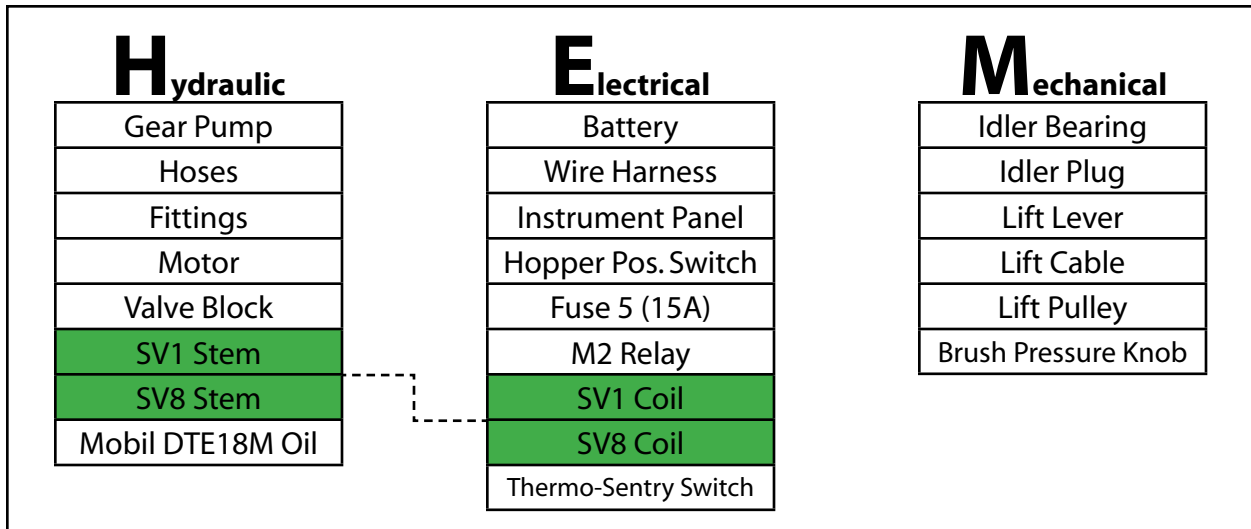 Hydraulic
Gear Pump
Hoses
Fittings
Motor
Valve Block
SV1 Stem
SV8 Stem
Mobil DTE18M Oil
Electrical
Battery
Wire Harness
Instrument Panel
Hopper Pos. Switch
Fuse 5 (15A)
M2 Relay
SV1 Coil
SV8 Coil
Thermo-Sentry Switch
Mechanical
Idler Bearing
Idler Plug
Lift Lever
Lift Cable
Lift Pulley
Brush Pressure Knob